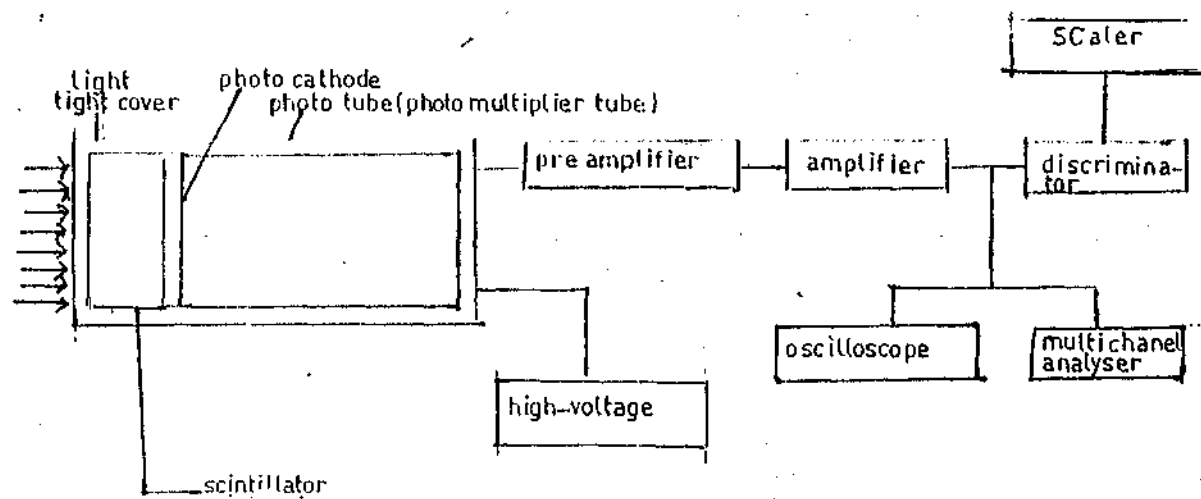 SCaler
light
tight cover
photo cathode
photo tube(photo multiplier tube)
pre amplifier
amplifier
discrimina-
tor
oscilloscope
multichanel
analyser
high-voltage
scintillator